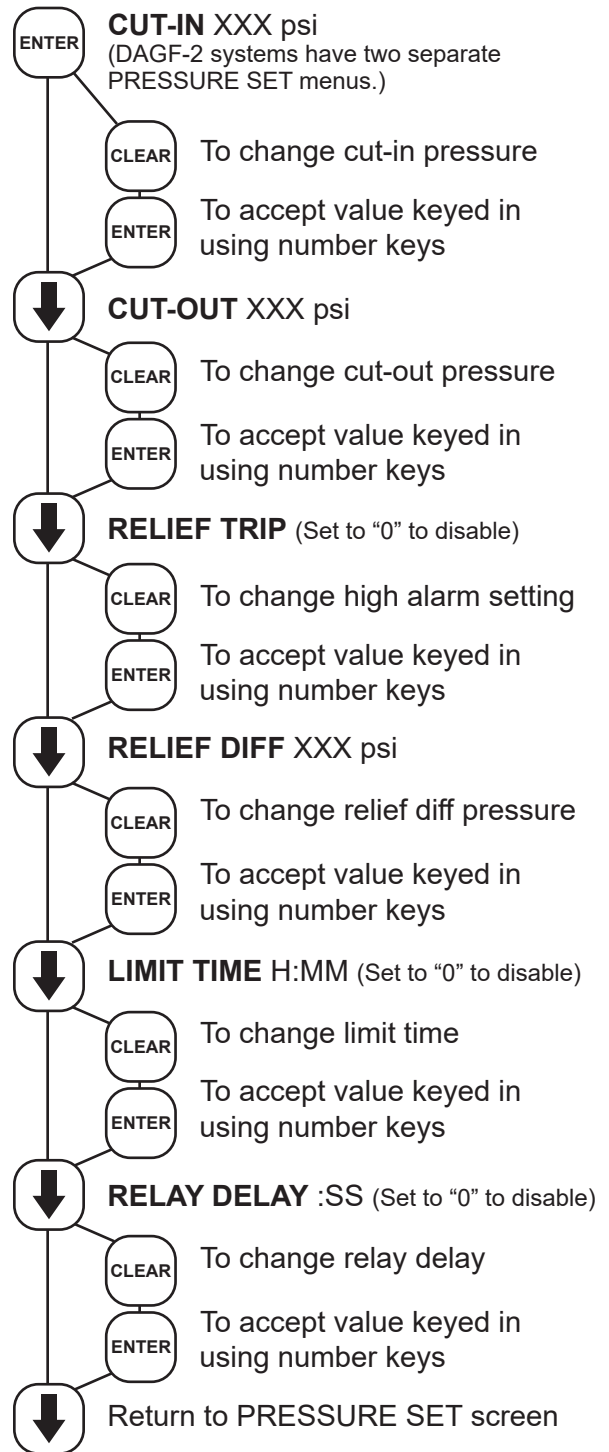 ENTER
CUT-IN XXX psi
(DAGF-2 systems have two separate
PRESSURE SET menus.)
CLEAR
To change cut-in pressure
ENTER
To accept value keyed in
using number keys
CUT-OUT XXX psi
CLEAR
To change cut-out pressure
ENTER
To accept value keyed in
using number keys
RELIEF TRIP (Set to “0” to disable)
CLEAR
To change high alarm setting
ENTER
To accept value keyed in
using number keys
RELIEF DIFF XXX psi
CLEAR
To change relief diff pressure
ENTER
To accept value keyed in
using number keys
LIMIT TIME H:MM (Set to “0” to disable)
CLEAR
To change limit time
ENTER
To accept value keyed in
using number keys
RELAY DELAY :SS (Set to “0” to disable)
CLEAR
To change relay delay
ENTER
To accept value keyed in
using number keys
Return to PRESSURE SET screen